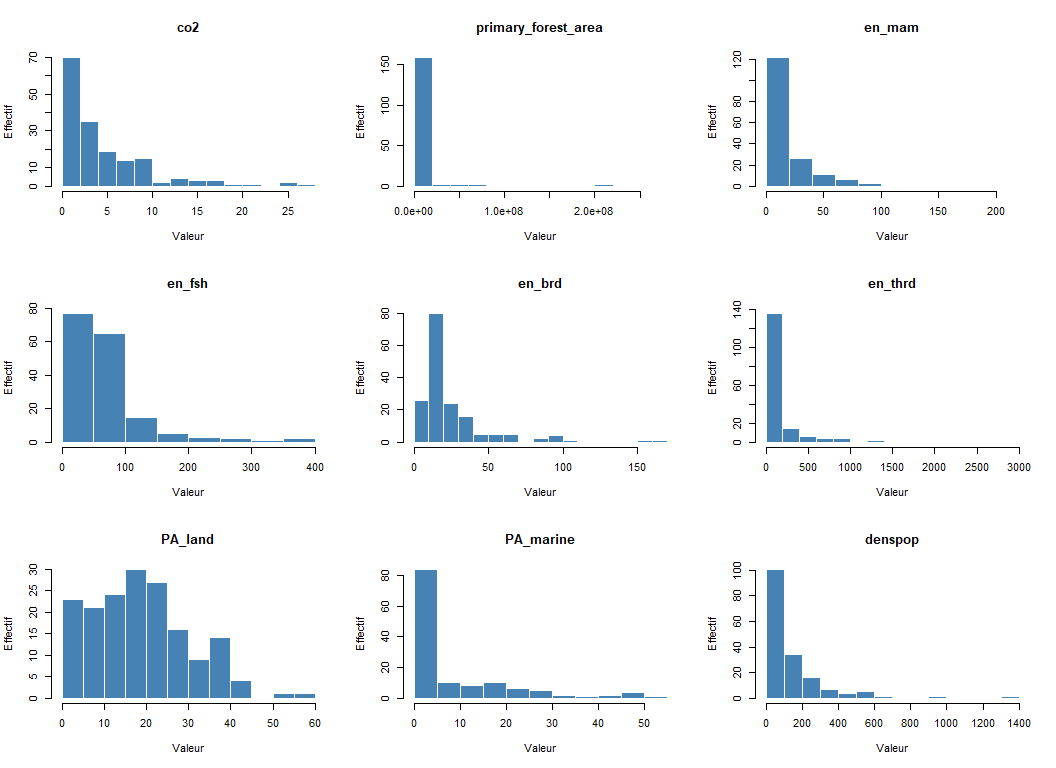 co2
Effectif
70
50
30
10
0
0 5 10 15 20 25
Valeur
primary_forest_area
Effectif
150
100
50
0
0.0e+00 1.0e+08 2.0e+08
Valeur
en_mam
Effectif
120
80
60
40
20
0
0 50 100 150 200
Valeur
en_fsh
Effectif
80
60
40
20
0
0 100 200 300 400
Valeur
en_brd
Effectif
80
60
40
20
0
0 50 100 150
Valeur
en_thrd
Effectif
140
100
60
20
0
0 500 1000 1500 2000 2500 3000
Valeur
PA_land
Effectif
30
25
20
15
10
5
0
0 10 20 30 40 50 60
Valeur
PA_marine
Effectif
80
60
40
20
0
0 10 20 30 40 50
Valeur
denspop
Effectif
100
80
60
40
20
0
0 200 400 600 800 1000 1200 1400
Valeur